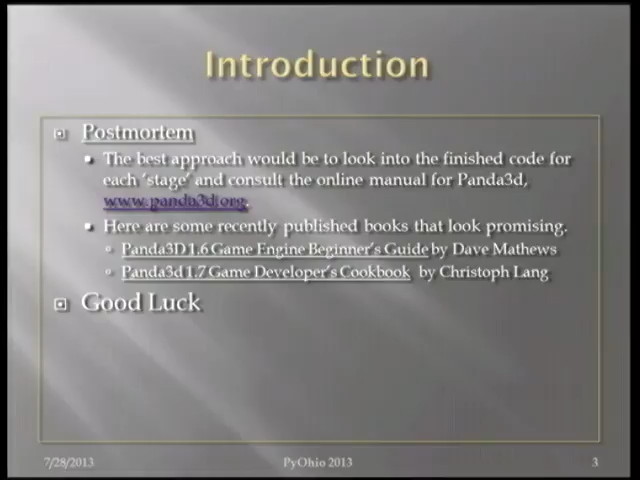 Introduction
Postmortem
The best approach would be to look into the finished code for
each ‘stage’ and consult the online manual for Panda3d,
www.panda3d.org.
Here are some recently published books that look promising.
Panda3D 1.6 Game Engine Beginner’s Guide by Dave Mathews
Panda3d 1.7 Game Developer’s Cookbook by Christoph Lang
Good Luck
7/28/2013 PyOhio 2013 3